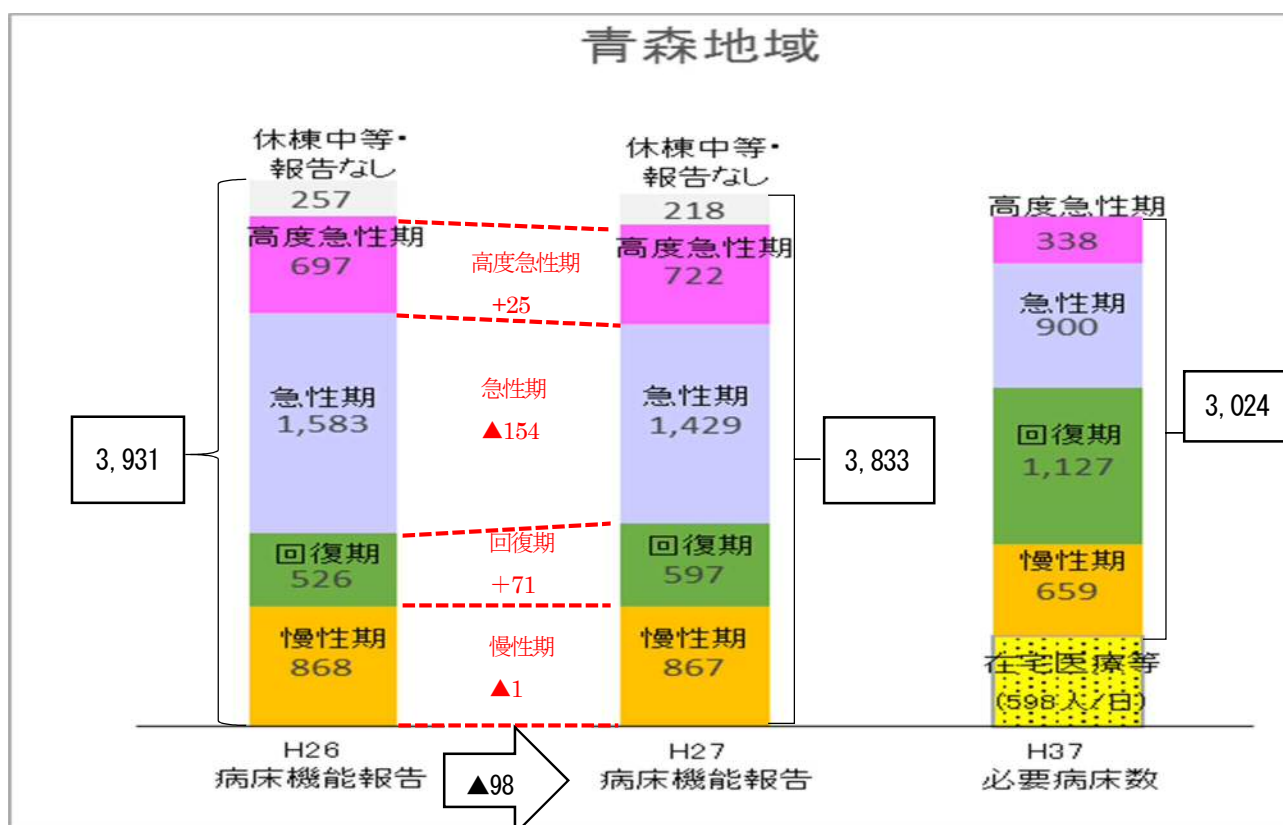 青森地域
休棟中等・
報告なし
257
高度急性期
697
急性期
1,583
回復期
526
慢性期
868
3,931
H26
病床機能報告
高度急性期
+25
急性期
▲154
回復期
+71
慢性期
▲1
▲98
休棟中等・
報告なし
218
高度急性期
722
急性期
1,429
回復期
597
慢性期
867
3,833
H27
病床機能報告
高度急性期
338
急性期
900
回復期
1,127
慢性期
659
在宅医療等
(598人/日)
3,024
H37
必要病床数